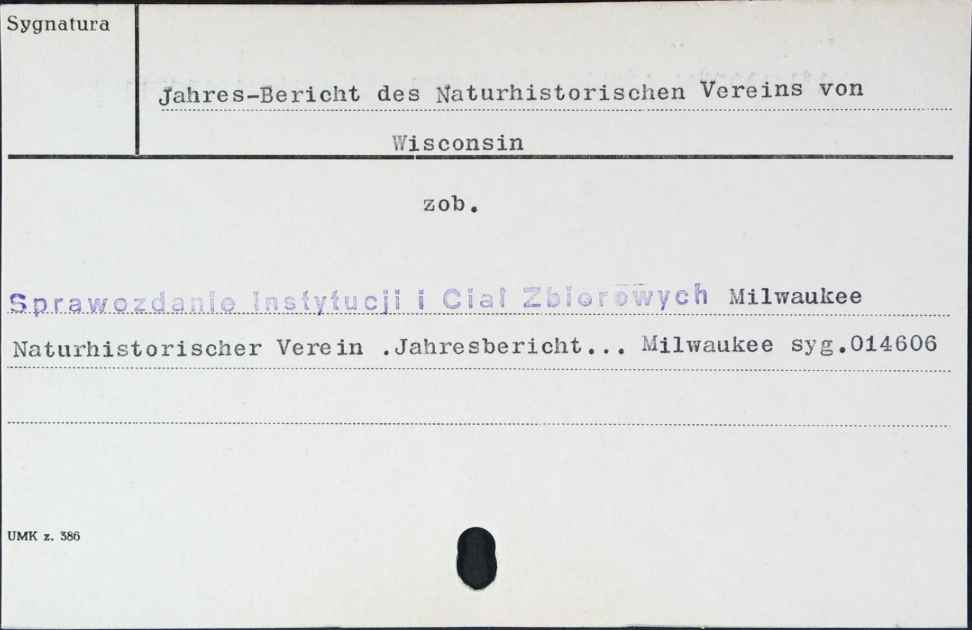 Sygnatura
Jahres-Bericht des Naturhistorischen Vereins von
Wisconsin
zob.
Sprawozdanie Instytucji i Ciał Zbiorowych Milwaukee
Naturhistorischer Verein .Jahresbericht... Milwaukee syg.014606
UMK z. 386